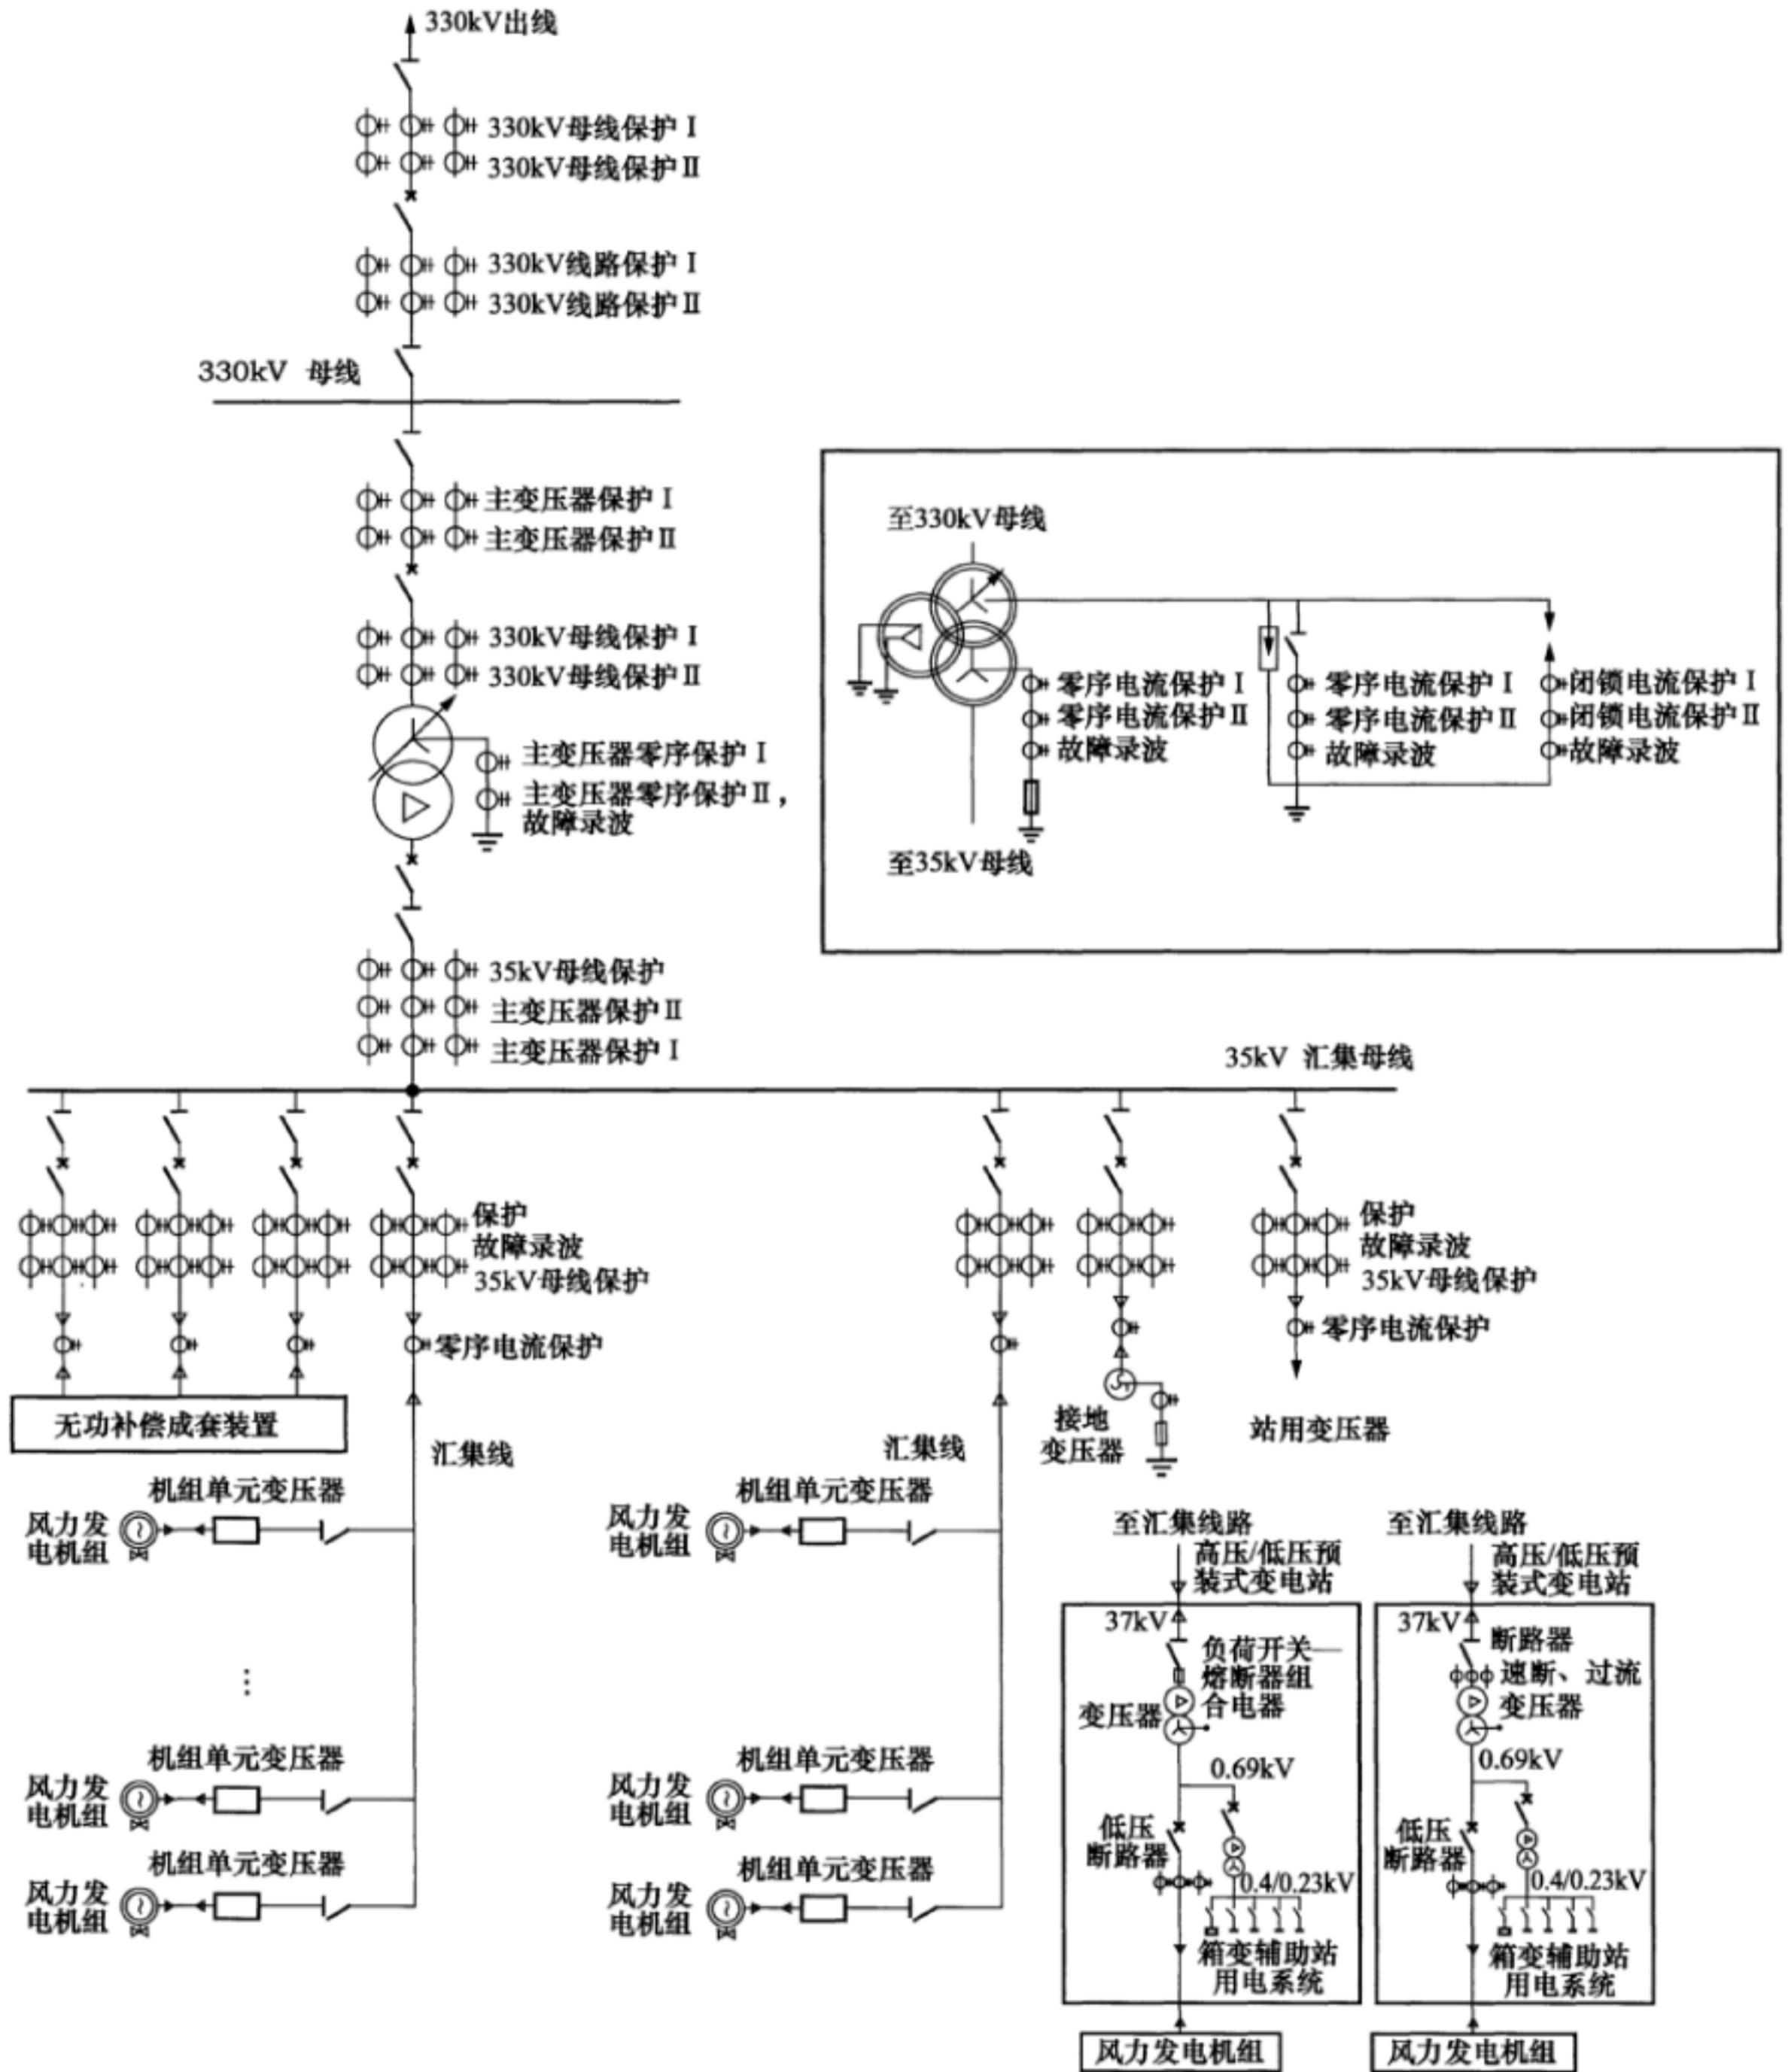 330kV出线
330kV母线保护Ⅰ
330kV母线保护Ⅱ
330kV线路保护Ⅰ
330kV线路保护Ⅱ
330kV 母线
主变压器保护Ⅰ
主变压器保护Ⅱ
330kV母线保护Ⅰ
330kV母线保护Ⅱ
主变压器零序保护Ⅰ
主变压器零序保护Ⅱ，
故障录波
至330kV母线
零序电流保护Ⅰ
零序电流保护Ⅱ
故障录波
零序电流保护Ⅰ
零序电流保护Ⅱ
故障录波
闭锁电流保护Ⅰ
闭锁电流保护Ⅱ
故障录波
至35kV母线
35kV母线保护
主变压器保护Ⅱ
主变压器保护Ⅰ
35kV 汇集母线
保护
故障录波
35kV母线保护
零序电流保护
保护
故障录波
35kV母线保护
零序电流保护
无功补偿成套装置
汇集线
汇集线
接地
变压器
站用变压器
机组单元变压器
风力发
电机组
机组单元变压器
风力发
电机组
⋮
机组单元变压器
风力发
电机组
机组单元变压器
风力发
电机组
机组单元变压器
风力发
电机组
机组单元变压器
风力发
电机组
至汇集线路
高压/低压预
装式变电站
37kV
负荷开关—
熔断器组
合电器
变压器
0.69kV
低压
断路器
0.4/0.23kV
箱变辅助站
用电系统
风力发电机组
至汇集线路
高压/低压预
装式变电站
37kV
断路器
速断、过流
变压器
0.69kV
低压
断路器
0.4/0.23kV
箱变辅助站
用电系统
风力发电机组